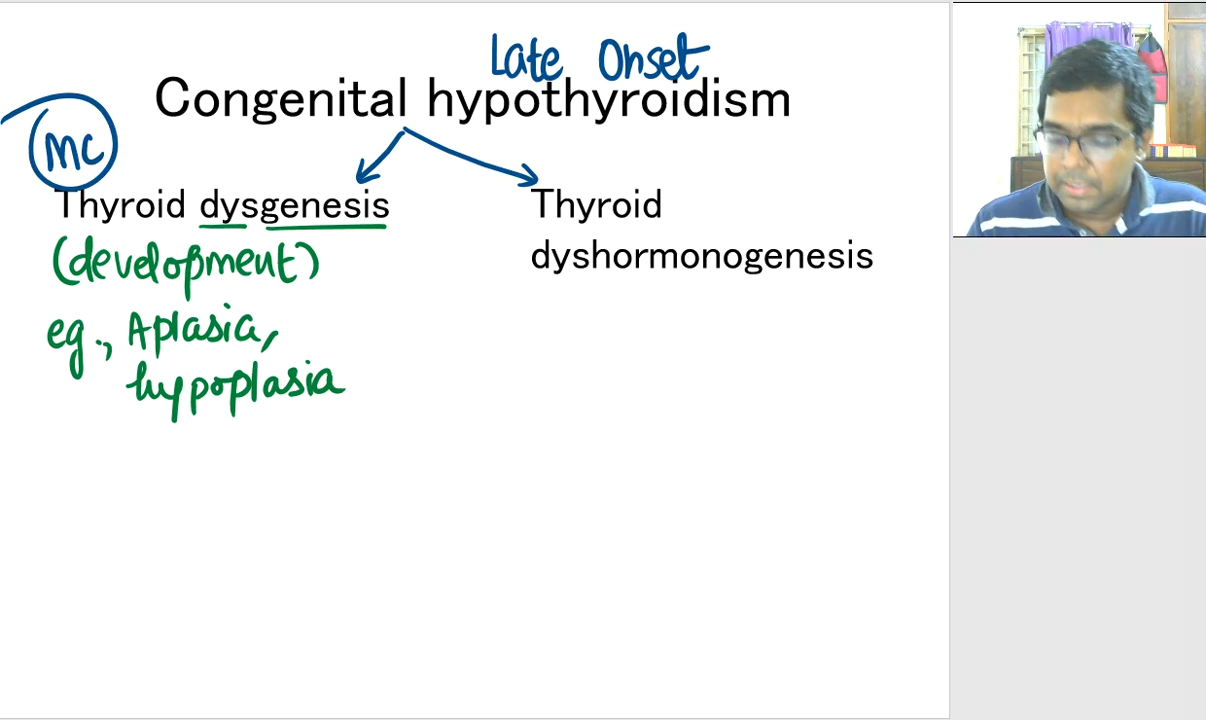 Late Onset
Congenital hypothyroidism
MC
Thyroid dysgenesis
(development)
eg., Aplasia,
hypoplasia
Thyroid
dyshormonogenesis